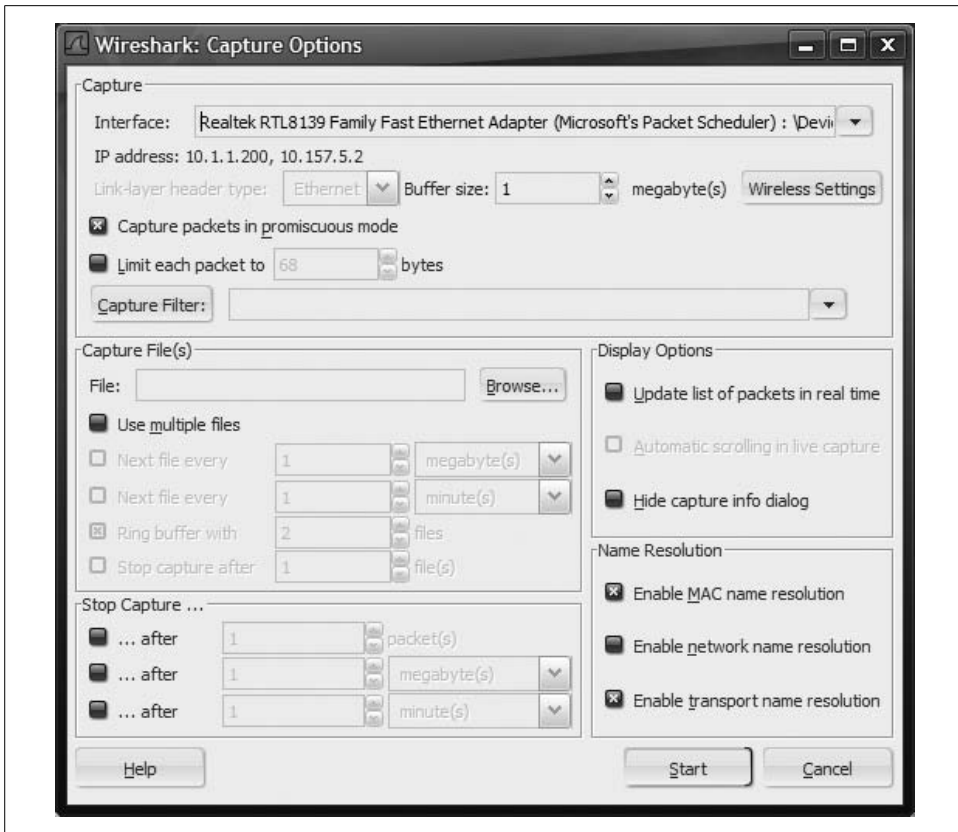 Wireshark: Capture Options
Capture
Interface: Realtek RTL8139 Family Fast Ethernet Adapter (Microsoft's Packet Scheduler) : \Devi
IP address: 10.1.1.200, 10.157.5.2
Link-layer header type: Ethernet Buffer size: 1 megabyte(s) Wireless Settings
Capture packets in promiscuous mode
Limit each packet to 68 bytes
Capture Filter:
Capture File(s)
File: Browse...
Use multiple files
Next file every 1 megabyte(s)
Next file every 1 minute(s)
Ring buffer with 2 files
Stop capture after 1 file(s)
Stop Capture ...
... after 1 packet(s)
... after 1 megabyte(s)
... after 1 minute(s)
Display Options
Update list of packets in real time
Automatic scrolling in live capture
Hide capture info dialog
Name Resolution
Enable MAC name resolution
Enable network name resolution
Enable transport name resolution
Help Start Cancel